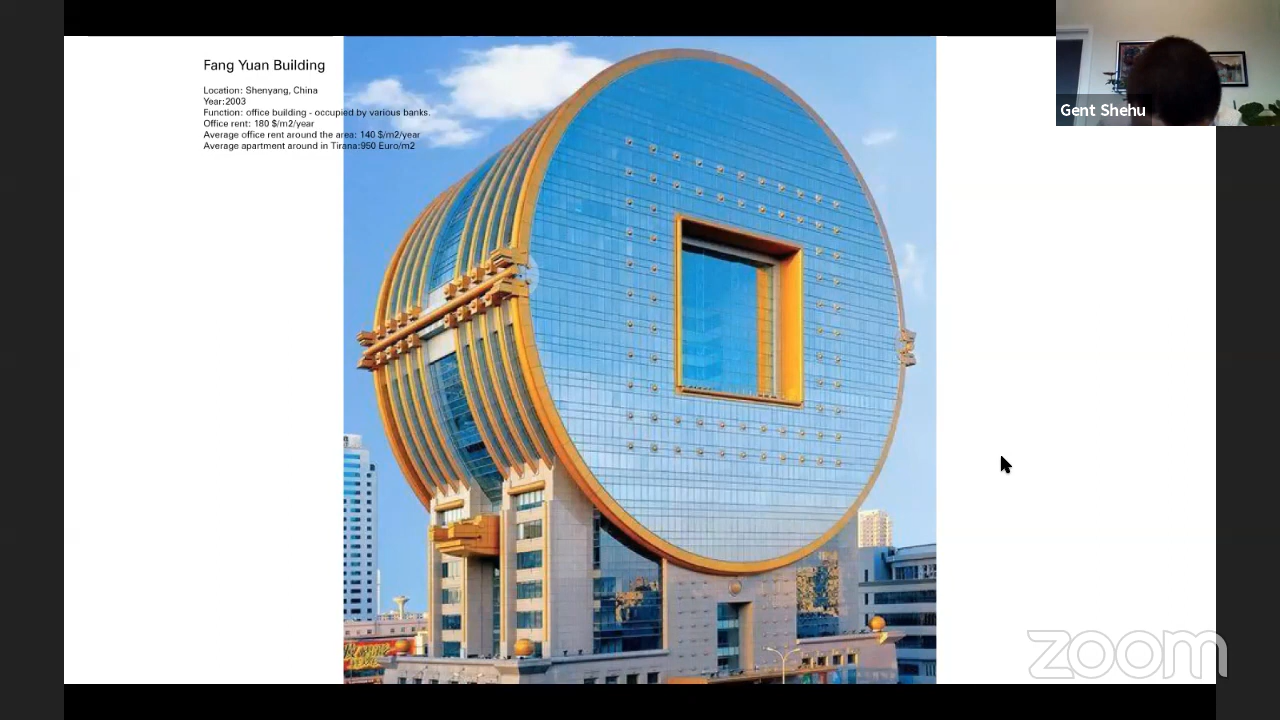 Fang Yuan Building
Location: Shenyang, China
Year:2003
Function: office building - occupied by various banks.
Office rent: 180 $/m2/year
Average office rent around the area: 140 $/m2/year
Average apartment around in Tirana:950 Euro/m2
Gent Shehu
zoom